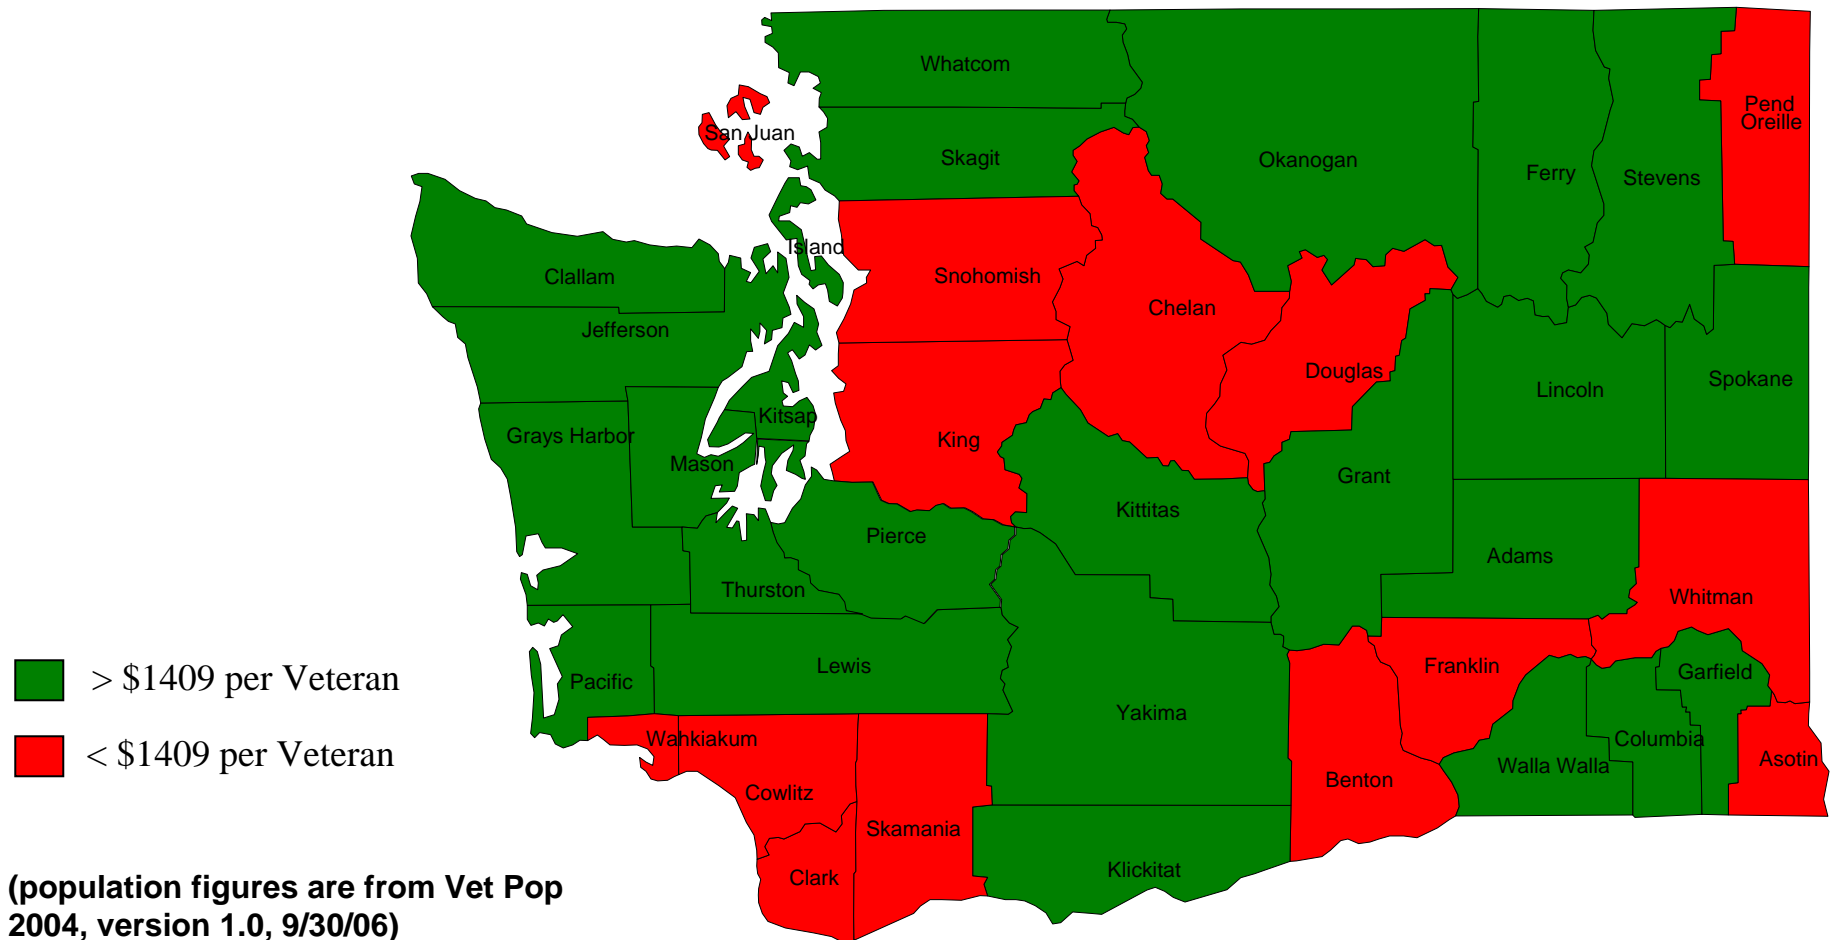 Whatcom
Pend
Oreille
San Juan
Skagit
Okanogan
Ferry
Stevens
Island
Clallam
Snohomish
Chelan
Jefferson
Douglas
Spokane
Lincoln
Kitsap
Grays Harbor
King
Mason
Grant
Kittitas
Pierce
Adams
Thurston
Whitman
Lewis
Franklin
Garfield
> $1409 per Veteran
Pacific
Yakima
Wahkiakum
Columbia
< $1409 per Veteran
Asotin
Walla Walla
Benton
Cowlitz
Skamania
Klickitat
Clark
(population figures are from Vet Pop
2004, version 1.0, 9/30/06)